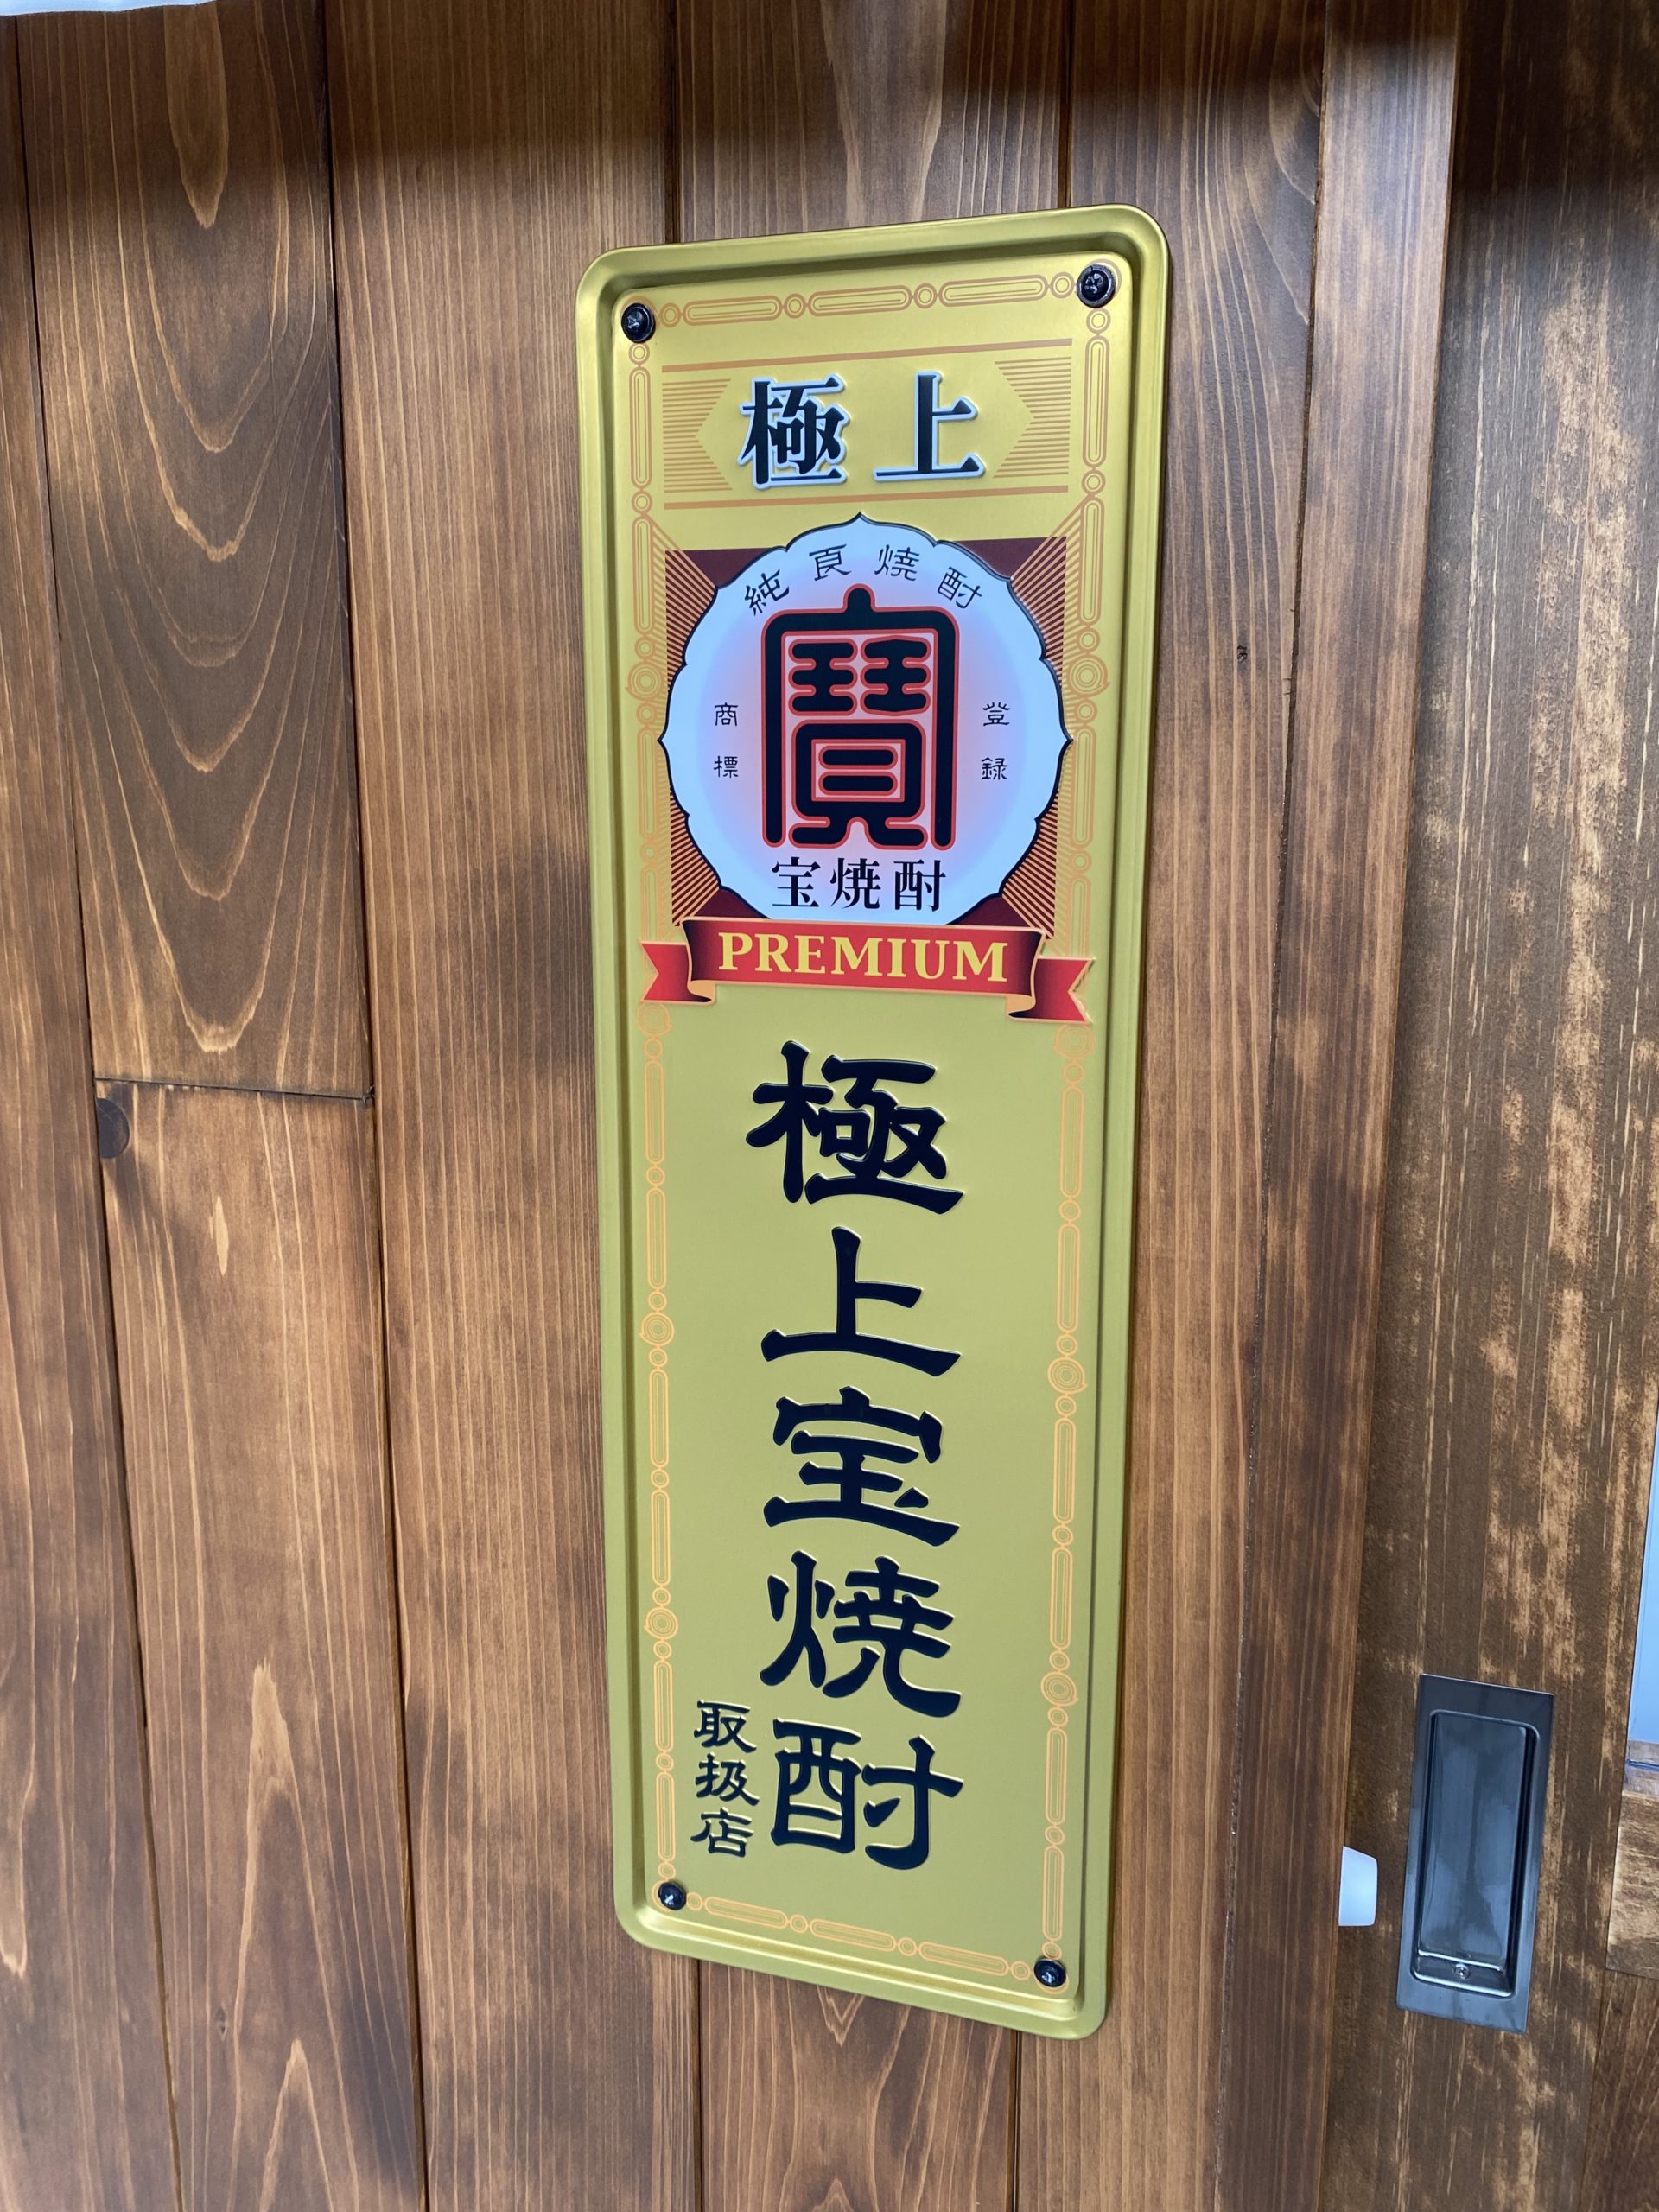 極上
純良焼酎
寶
商標
登録
宝焼酎
PREMIUM
極上宝焼酎
取扱店